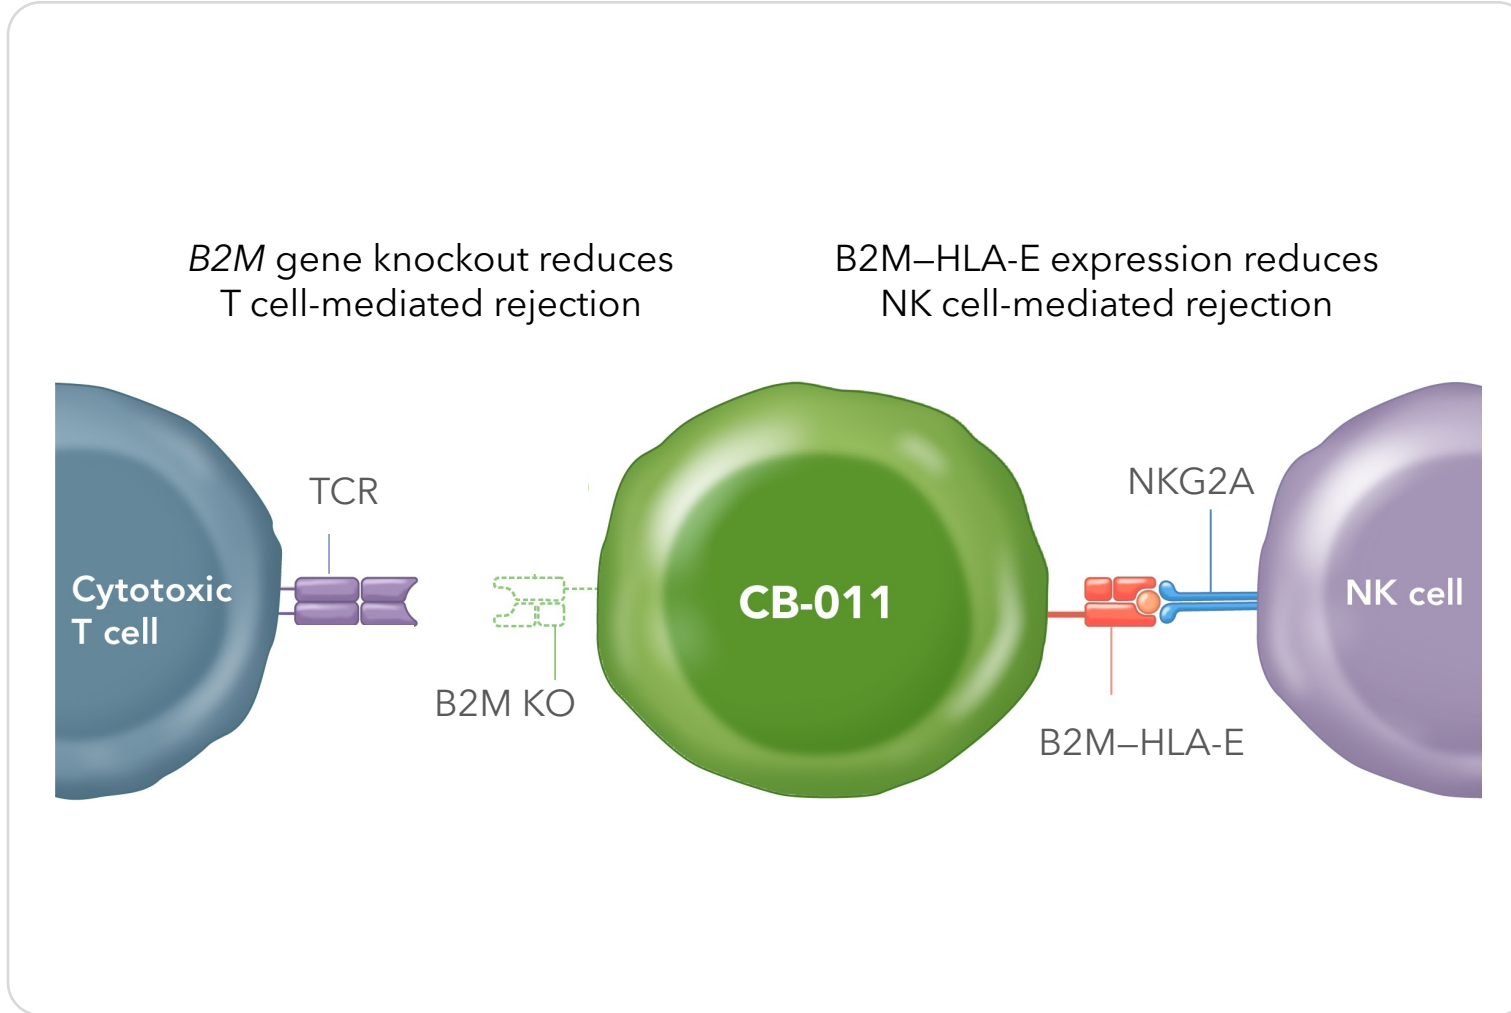 B2M gene knockout reduces
T cell-mediated rejection
B2M–HLA-E expression reduces
NK cell-mediated rejection
TCR
NKG2A
Cytotoxic
T cell
CB-011
NK cell
B2M KO
B2M–HLA-E